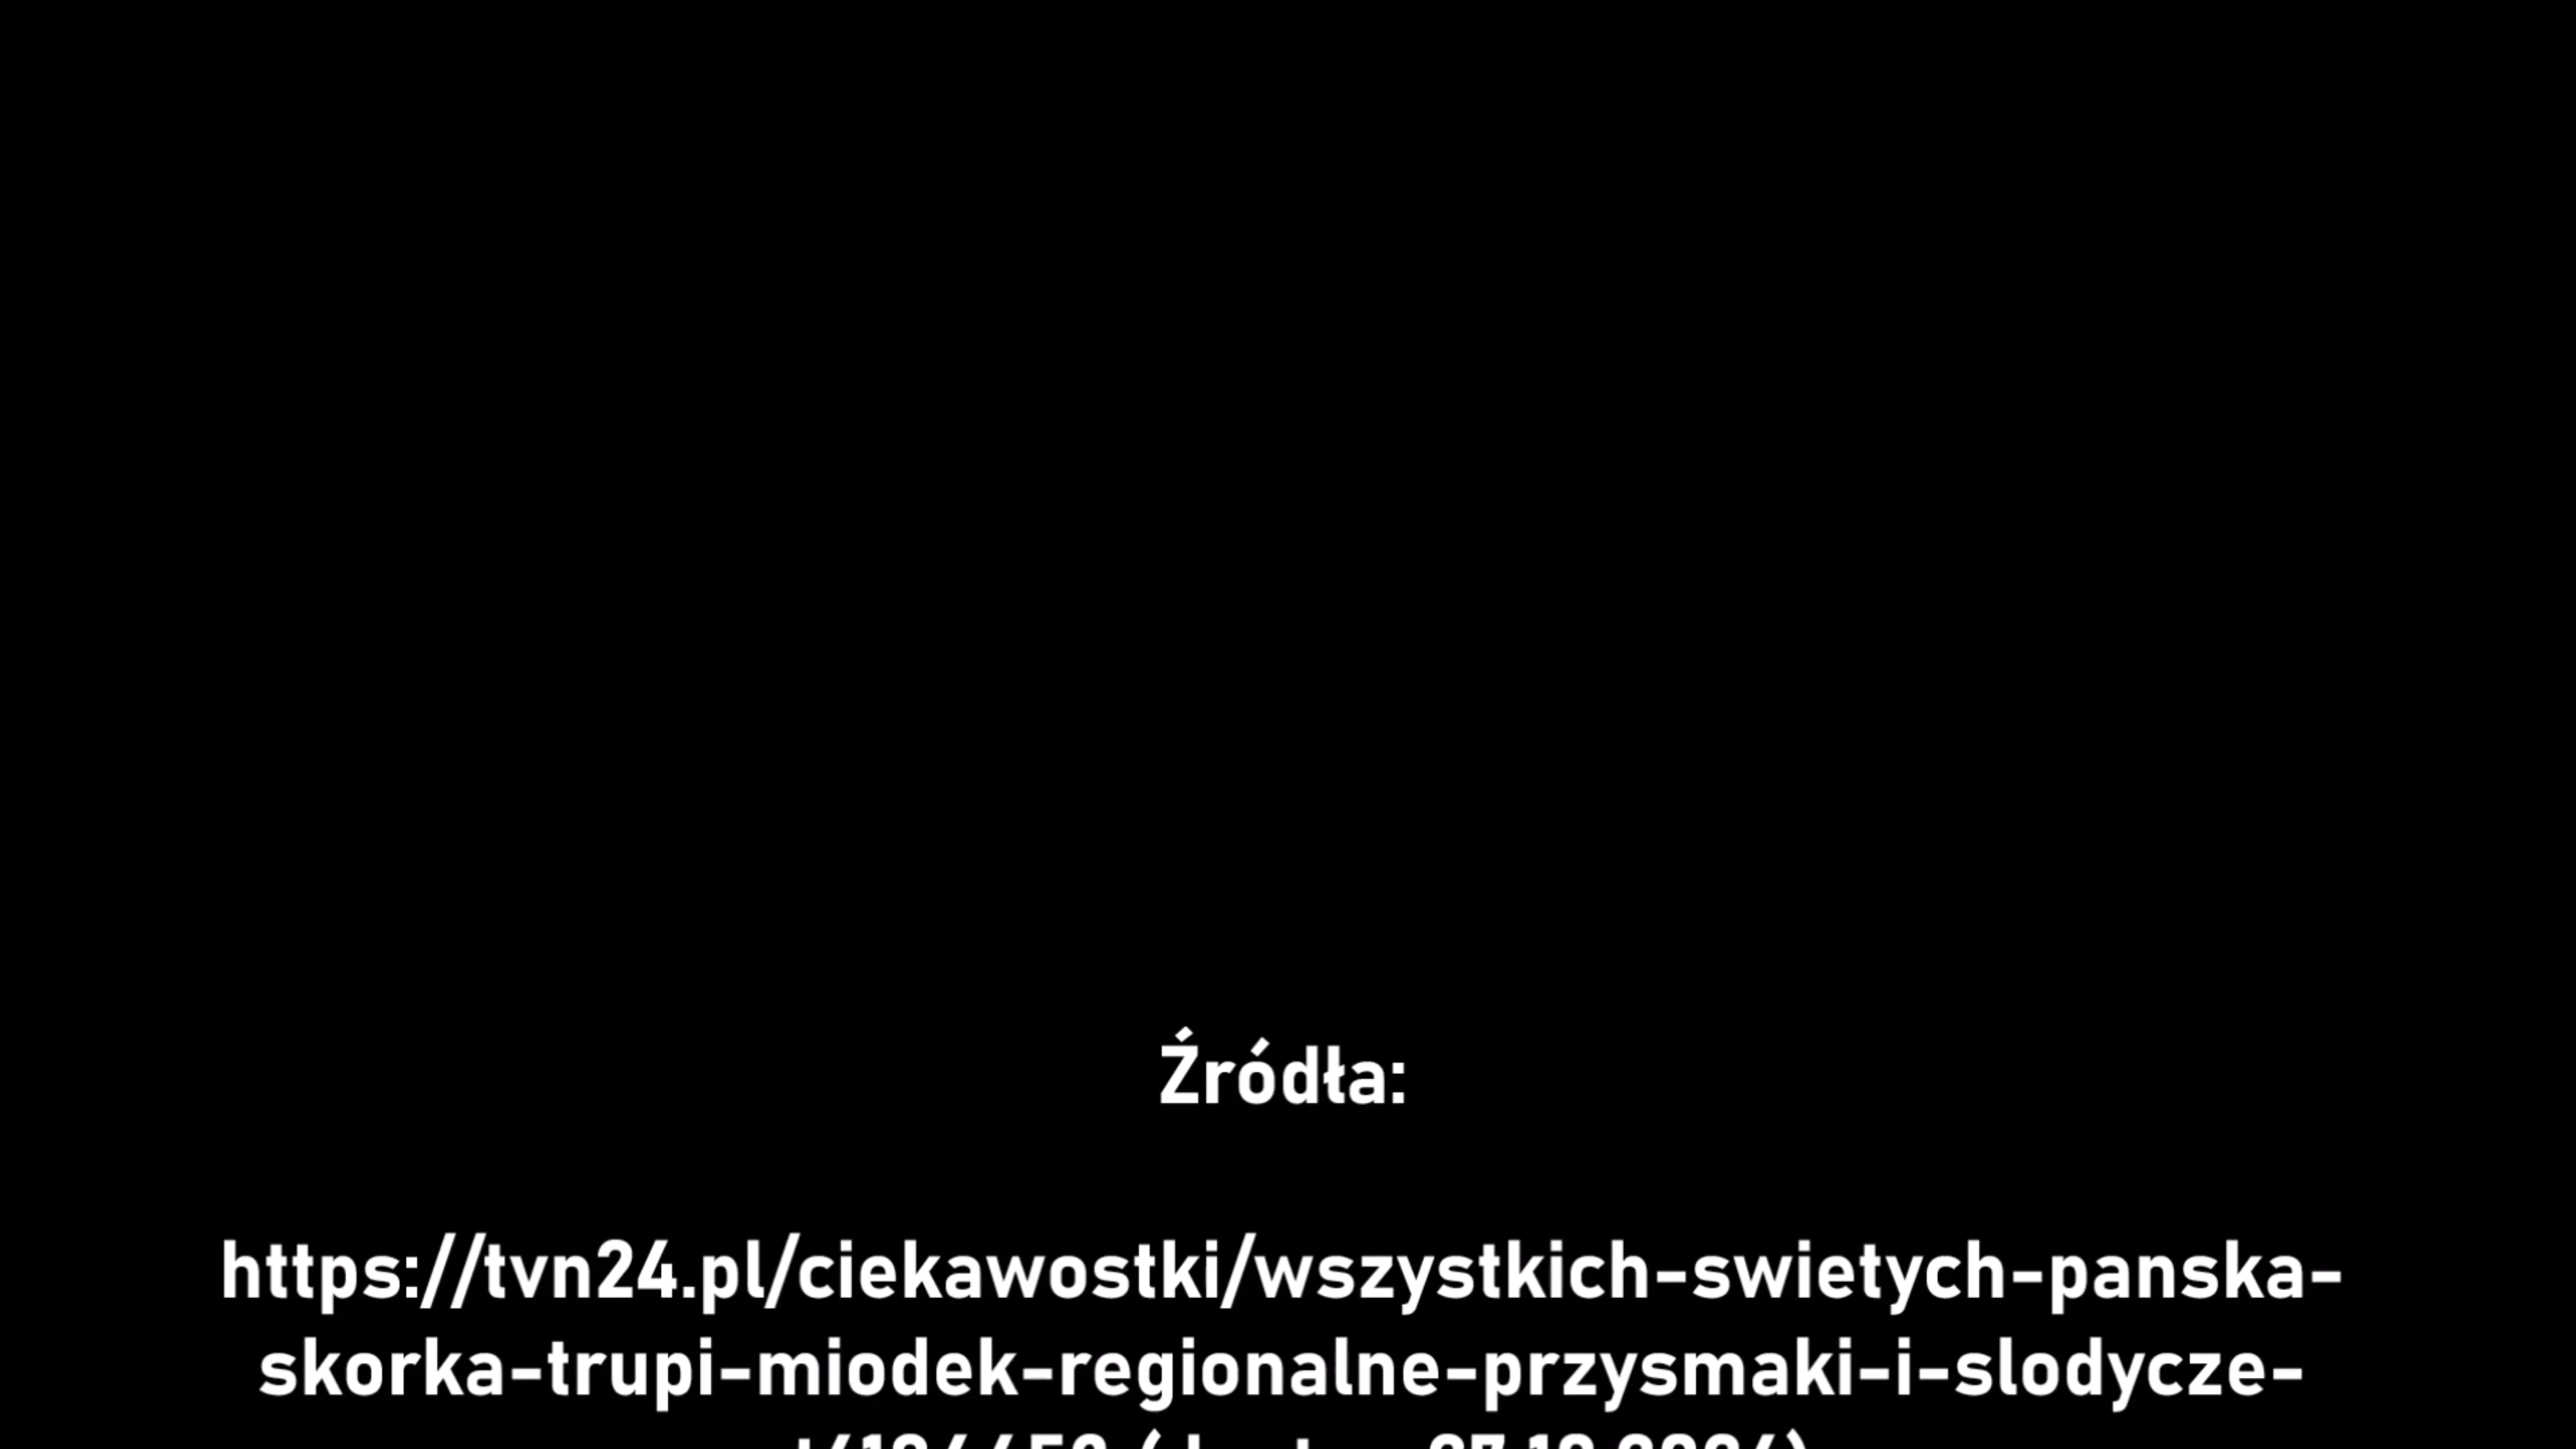 Źródła:
https://tvn24.pl/ciekawostki/wszystkich-swietych-panska-
skorka-trupi-miodek-regionalne-przysmaki-i-slodycze-